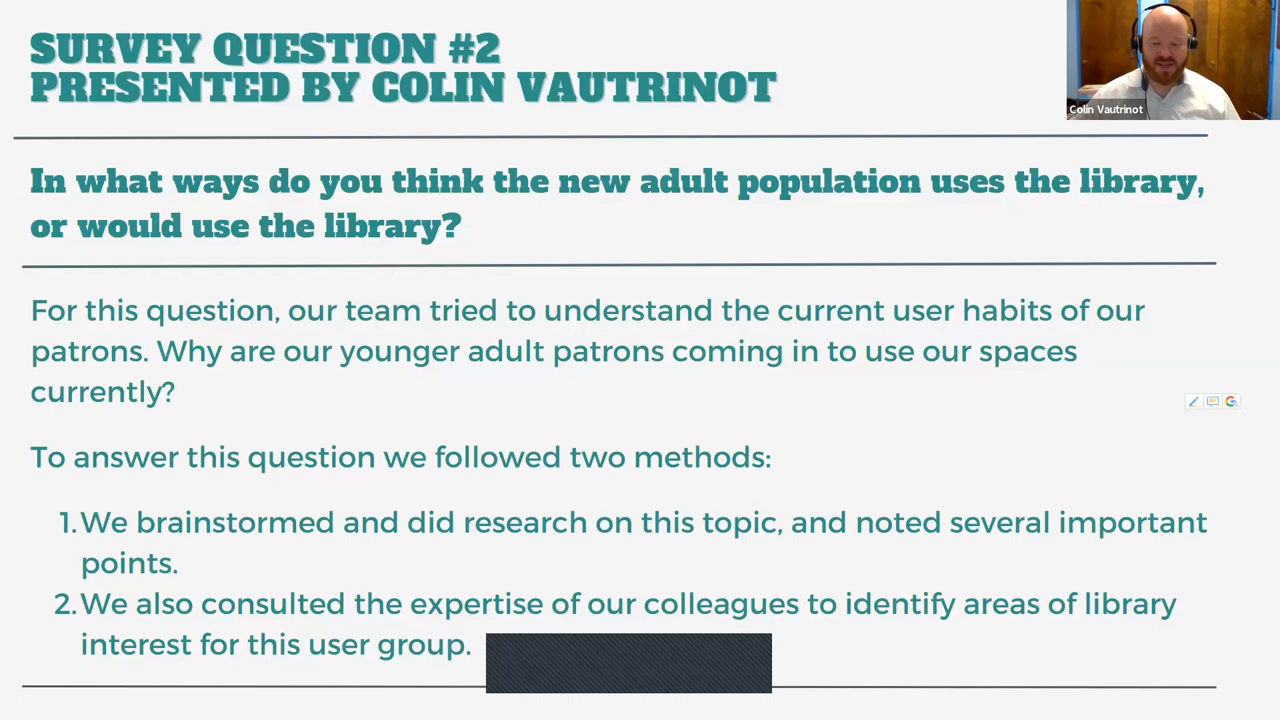 SURVEY QUESTION #2
PRESENTED BY COLIN VAUTRINOT
Colin Vautrinot
In what ways do you think the new adult population uses the library,
or would use the library?
For this question, our team tried to understand the current user habits of our
patrons. Why are our younger adult patrons coming in to use our spaces
currently?
To answer this question we followed two methods:
1. We brainstormed and did research on this topic, and noted several important
points.
2. We also consulted the expertise of our colleagues to identify areas of library
interest for this user group.